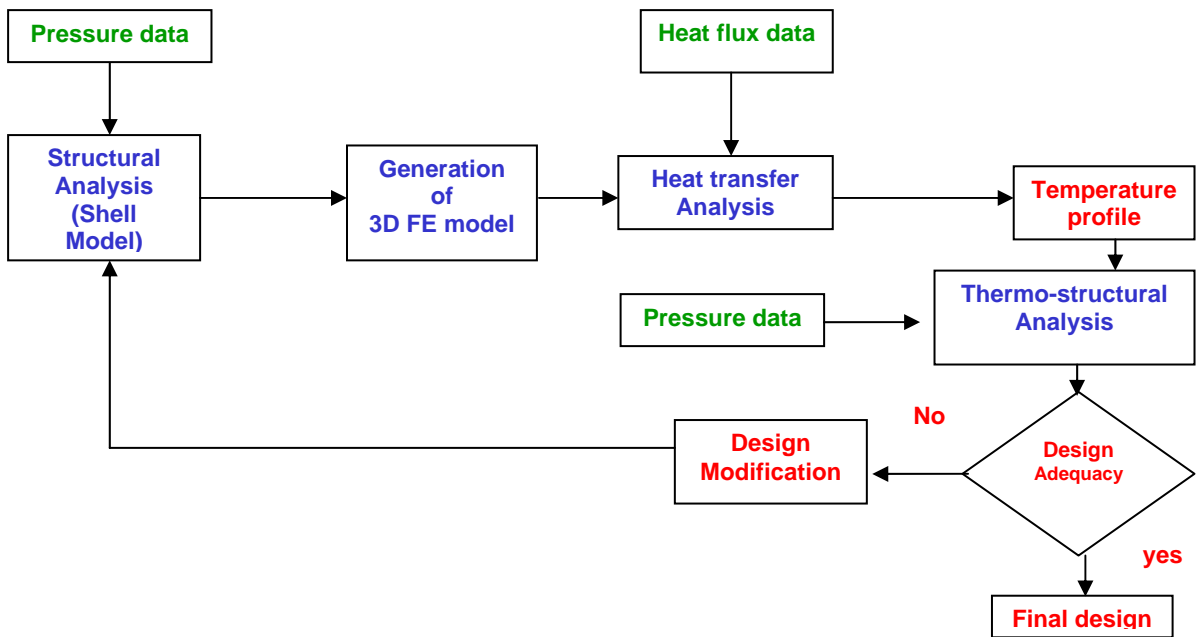 Pressure data
Heat flux data
Structural
Analysis
(Shell
Model)
Generation
of
3D FE model
Heat transfer
Analysis
Temperature
profile
Pressure data
Thermo-structural
Analysis
No
Design
Modification
Design
Adequacy
yes
Final design